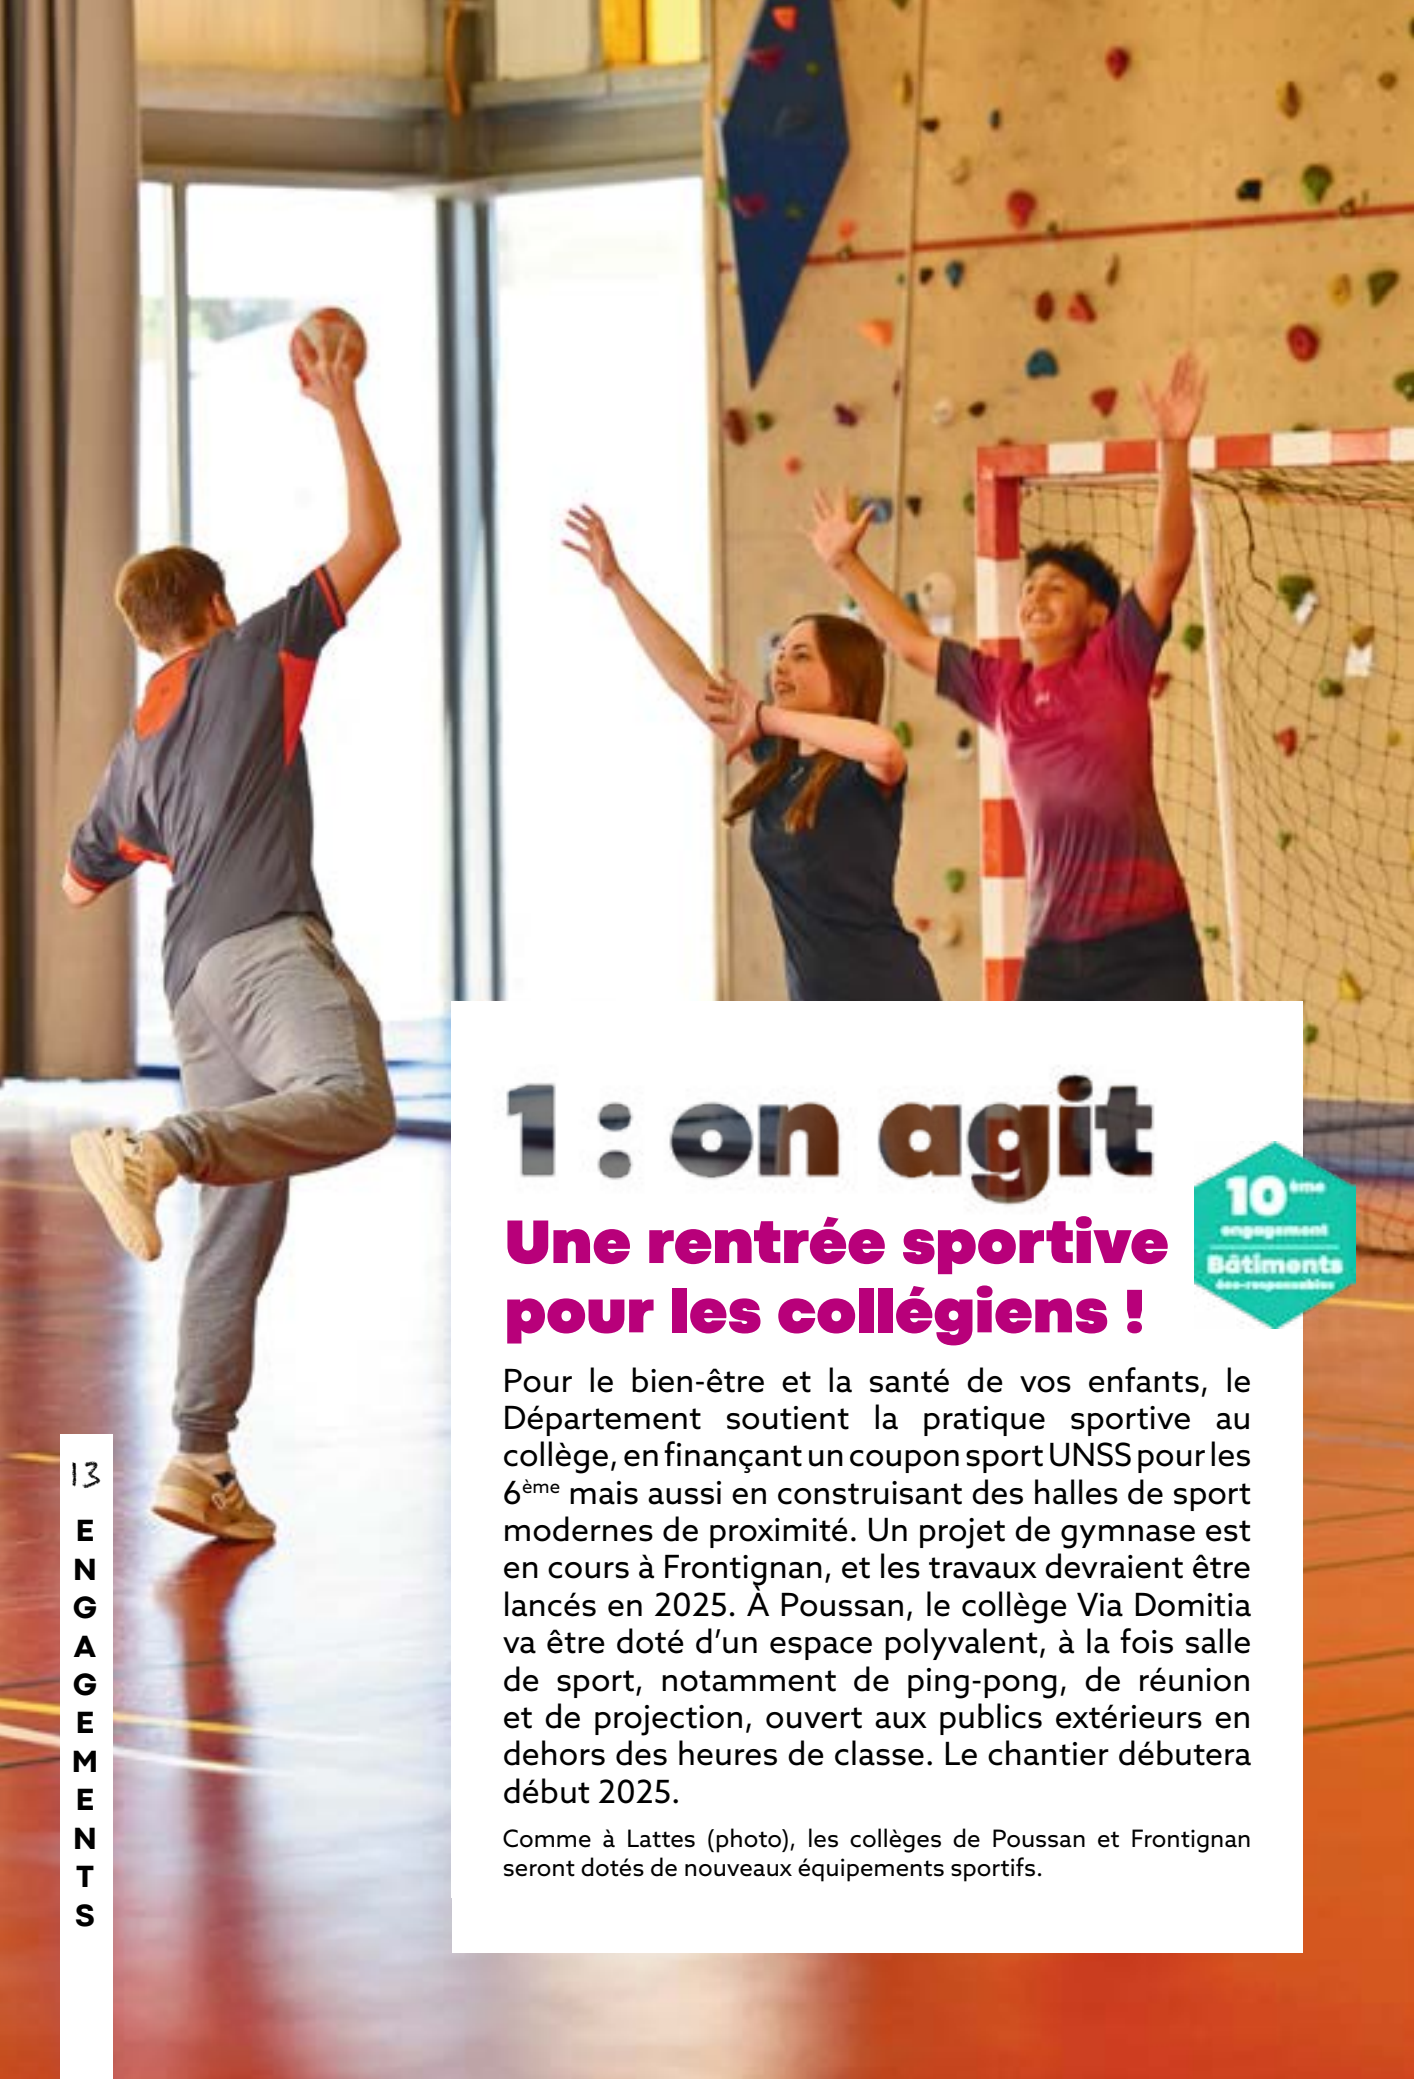 1 : on agit
Une rentrée sportive
pour les collégiens !
10 ème
engagement
Bâtiments
éco-responsables
Pour le bien-être et la santé de vos enfants, le
Département soutient la pratique sportive au
collège, en finançant un coupon sport UNSS pour les
6ème mais aussi en construisant des halles de sport
modernes de proximité. Un projet de gymnase est
en cours à Frontignan, et les travaux devraient être
lancés en 2025. À Poussan, le collège Via Domitia
va être doté d’un espace polyvalent, à la fois salle
de sport, notamment de ping-pong, de réunion
et de projection, ouvert aux publics extérieurs en
dehors des heures de classe. Le chantier débutera
début 2025.
Comme à Lattes (photo), les collèges de Poussan et Frontignan
seront dotés de nouveaux équipements sportifs.
13
ENGAGEMENTS